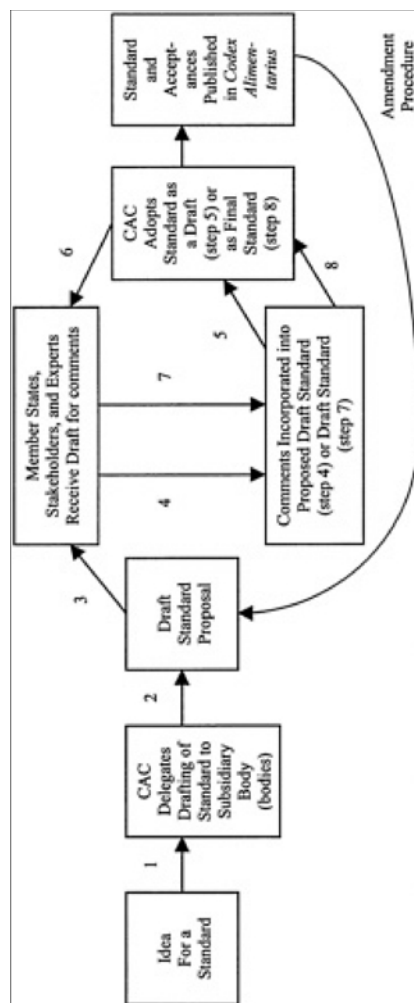 Idea
For a
Standard
1
CAC
Delegates
Drafting of
Standard to
Subsidiary
Body
(bodies)
2
Draft
Standard
Proposal
3
Member States,
Stakeholders, and Experts
Receive Draft for comments
4
7
Comments Incorporated into
Proposed Draft Standard
(step 4) or Draft Standard
(step 7)
5
8
6
CAC
Adopts
Standard as
a Draft
(step 5) or
as Final
Standard
(step 8)
Standard
and
Accept-
ances
Published
in Codex
Alimen-
tarius
Amendment
Procedure